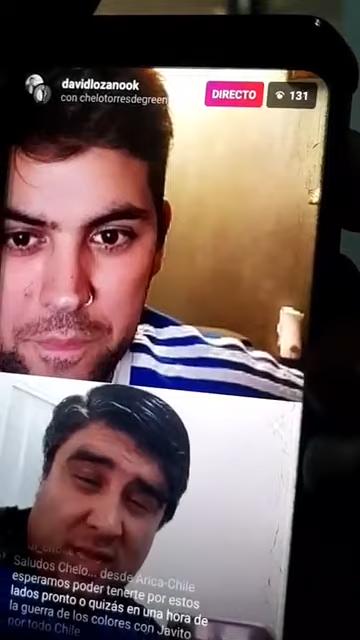 davidlozanook
con chelotorresdegreen
DIRECTO
131
Saludos Chelo... desde Arica-Chile
esperamos poder tenerte por estos
lados pronto o quizás en una hora de
la guerra de los colores con Javito
por todo Chile